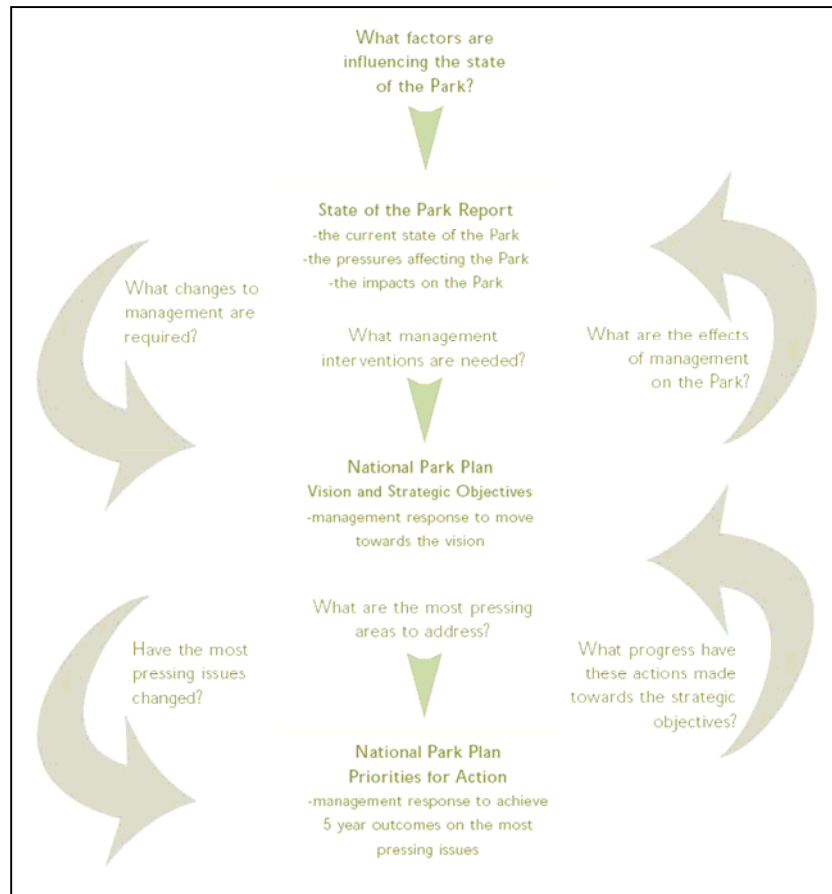 What factors are
influencing the state
of the Park?
State of the Park Report
-the current state of the Park
-the pressures affecting the Park
-the impacts on the Park
What changes to
management are
required?
What management
interventions are needed?
What are the effects
of management
on the Park?
National Park Plan
Vision and Strategic Objectives
-management response to move
towards the vision
What are the most pressing
areas to address?
Have the most
pressing issues
changed?
What progress have
these actions made
towards the strategic
objectives?
National Park Plan
Priorities for Action
-management response to achieve
5 year outcomes on the most
pressing issues